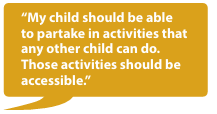 “My child should be able
to partake in activities that
any other child can do.
Those activities should be
accessible.”